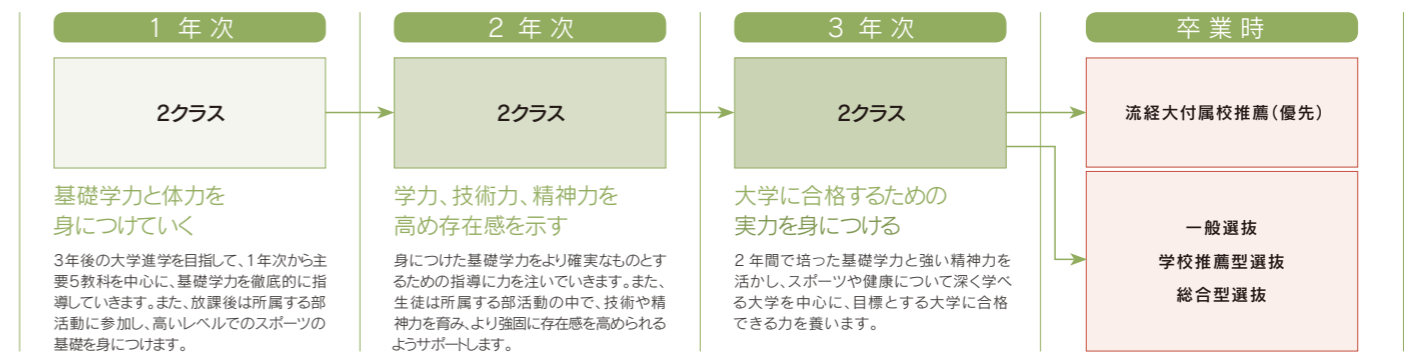 1年次
2クラス
基礎学力と体力を
身につけていく
3年後の大学進学を目指して、1年次から主
要5教科を中心に、基礎学力を徹底的に指
導していきます。また、放課後は所属する部
活動に参加し、高いレベルでのスポーツの
基礎を身につけます。
2年次
2クラス
学力、技術力、精神力を
高め存在感を示す
身につけた基礎学力をより確実なものとす
るための指導に力を注いでいきます。また、
生徒は所属する部活動の中で、技術や精
神力を育み、より強固に存在感を高められる
ようサポートします。
3年次
2クラス
大学に合格するための
実力を身につける
2年間で培った基礎学力と強い精神力を
活かし、スポーツや健康について深く学べ
る大学を中心に、目標とする大学に合格
できる力を養います。
卒業時
流経大付属校推薦(優先)
一般選抜
学校推薦型選抜
総合型選抜